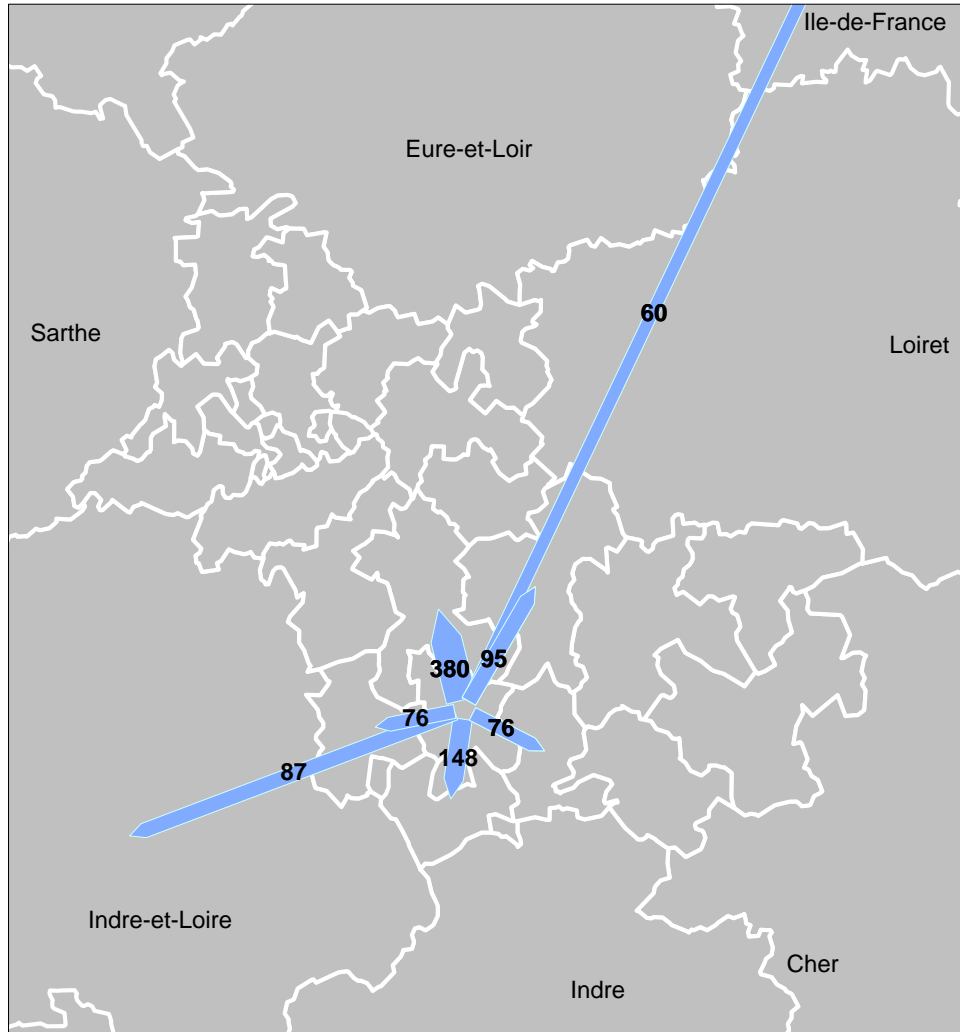 Ile-de-France
Eure-et-Loir
60
Sarthe
Loiret
95
380
76
76
148
87
Indre-et-Loire
Cher
Indre